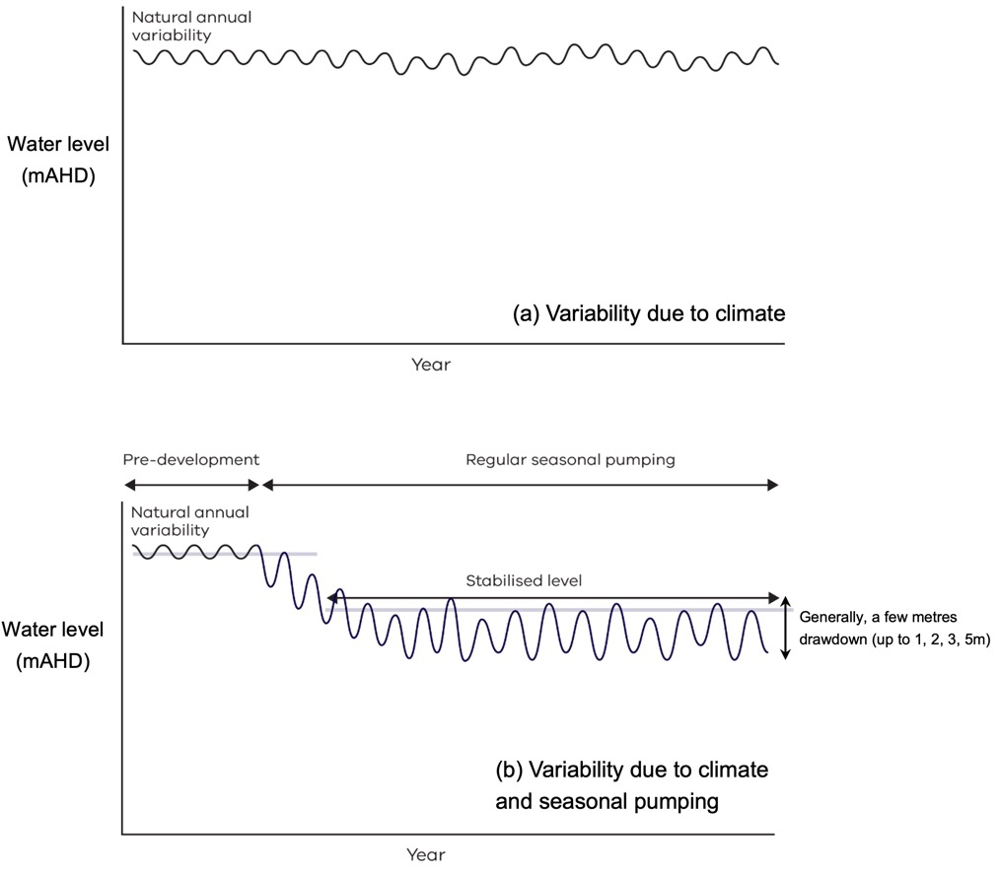 Natural annual
variability
Water level
(mAHD)
(a) Variability due to climate
Year
Pre-development
Regular seasonal pumping
Natural annual
variability
Stabilised level
Water level
(mAHD)
Generally, a few metres
drawdown (up to 1, 2, 3, 5m)
(b) Variability due to climate
and seasonal pumping
Year